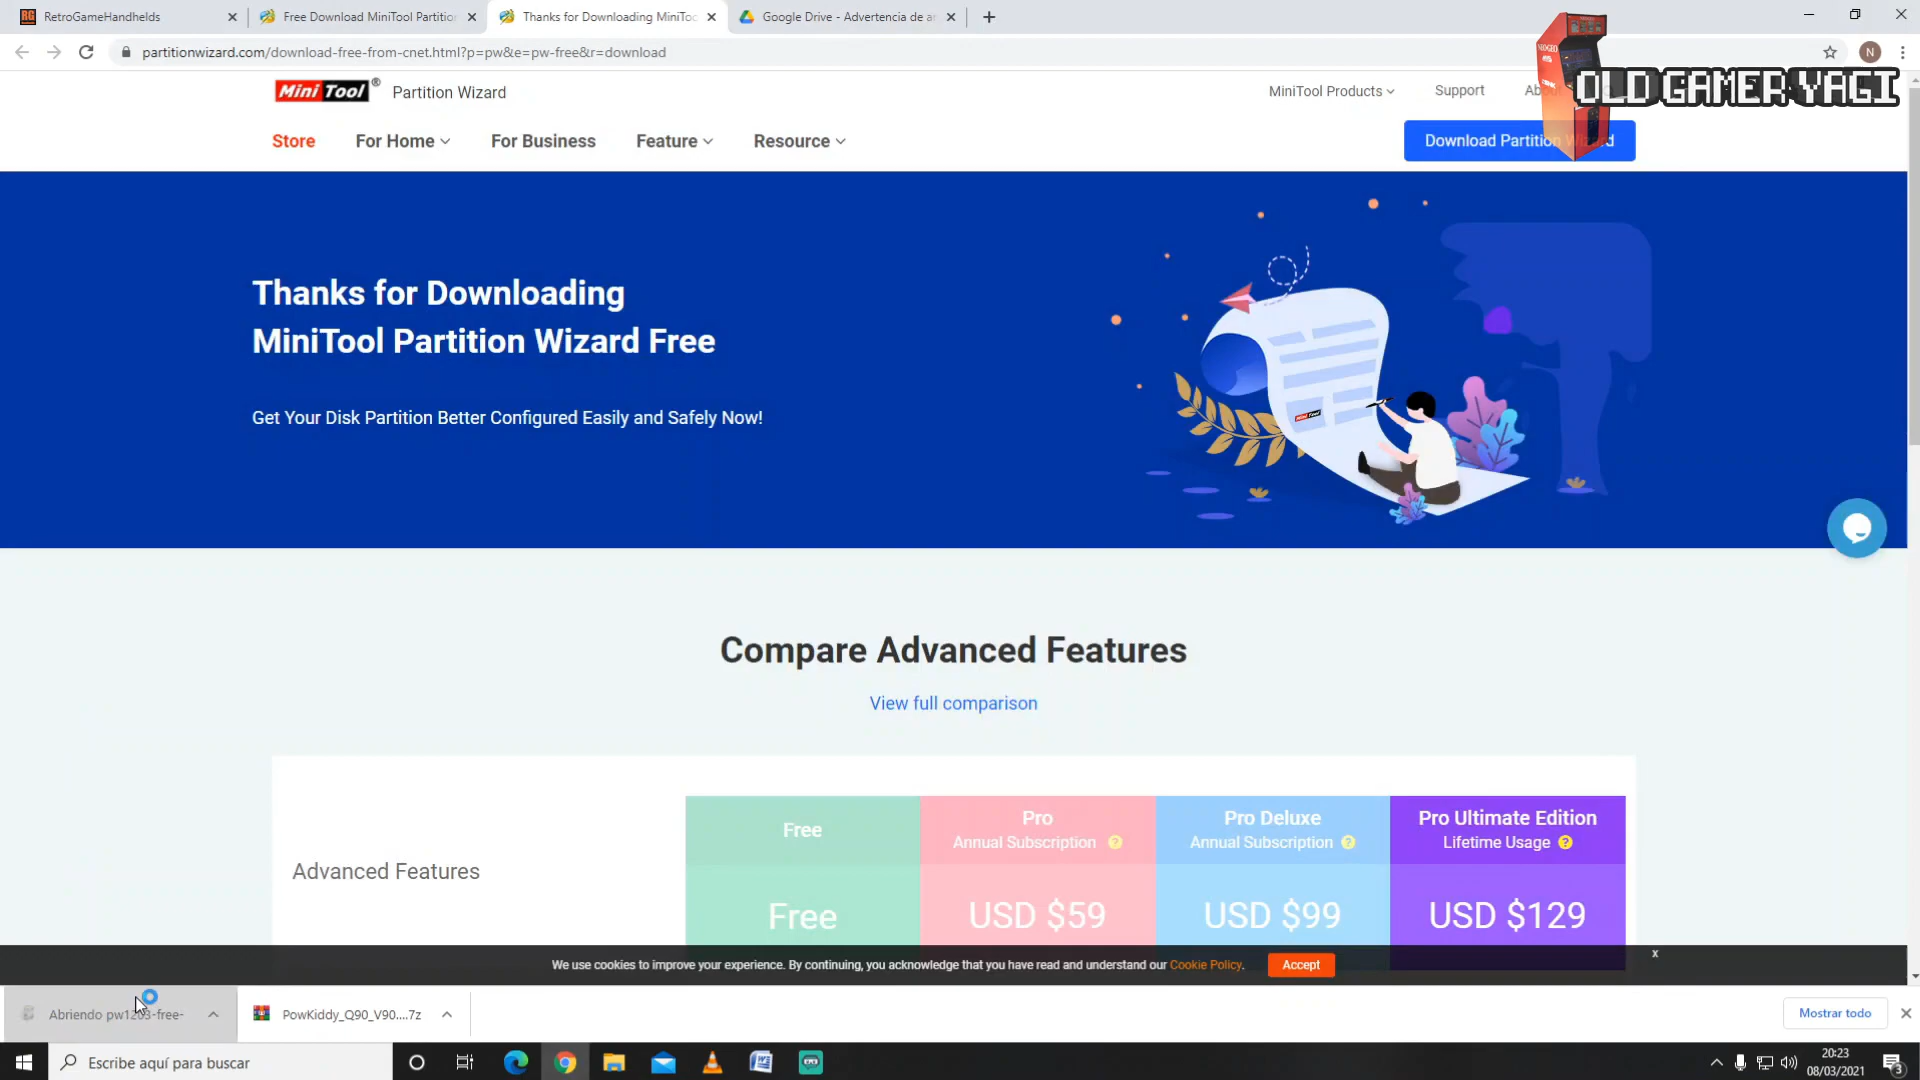 RetroGameHandhelds
Free Download MiniTool Partition
Thanks for Downloading MiniToo
Google Drive - Advertencia de an
partitionwizard.com/download-free-from-cnet.html?p=pw&e=pw-free&r=download
N
OLD GAMER YAGI
Mini Tool ® Partition Wizard
MiniTool Products
Support
Store
For Home
For Business
Feature
Resource
Download Partition
Thanks for Downloading
MiniTool Partition Wizard Free
Get Your Disk Partition Better Configured Easily and Safely Now!
Compare Advanced Features
View full comparison
Advanced Features
Free
Pro
Annual Subscription ?
Pro Deluxe
Annual Subscription ?
Pro Ultimate Edition
Lifetime Usage ?
Free
USD $59
USD $99
USD $129
We use cookies to improve your experience. By continuing, you acknowledge that you have read and understand our Cookie Policy.
Accept
x
Abriendo pw1203-free-
PowKiddy_Q90_V90....7z
Mostrar todo
Escribe aquí para buscar
20:23
08/03/2021
3